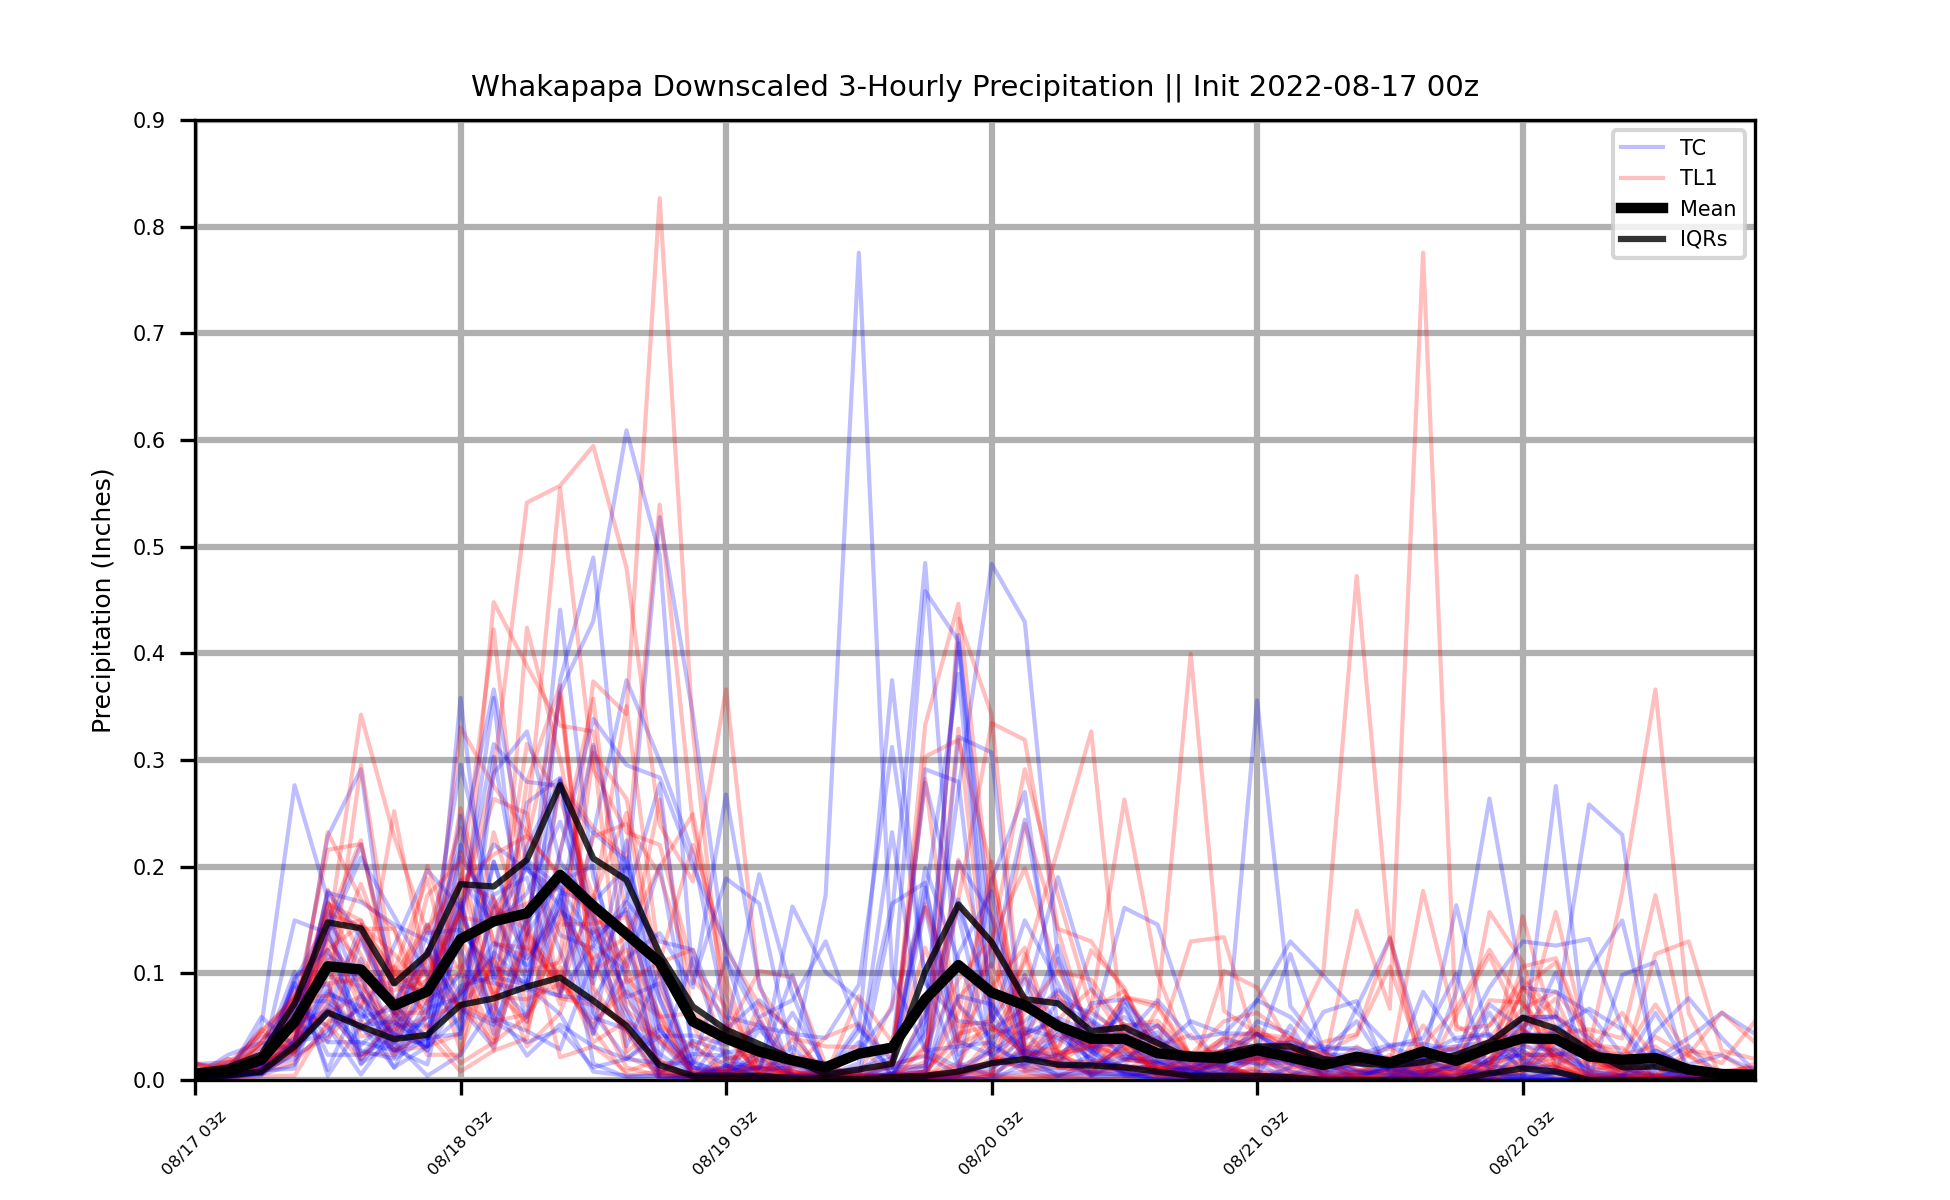 Whakapapa Downscaled 3-Hourly Precipitation || Init 2022-08-17 00z
TC
TL1
Mean
IQRs
Precipitation (Inches)
0.9
0.8
0.7
0.6
0.5
0.4
0.3
0.2
0.1
0.0
08/17 03z
08/18 03z
08/19 03z
08/20 03z
08/21 03z
08/22 03z